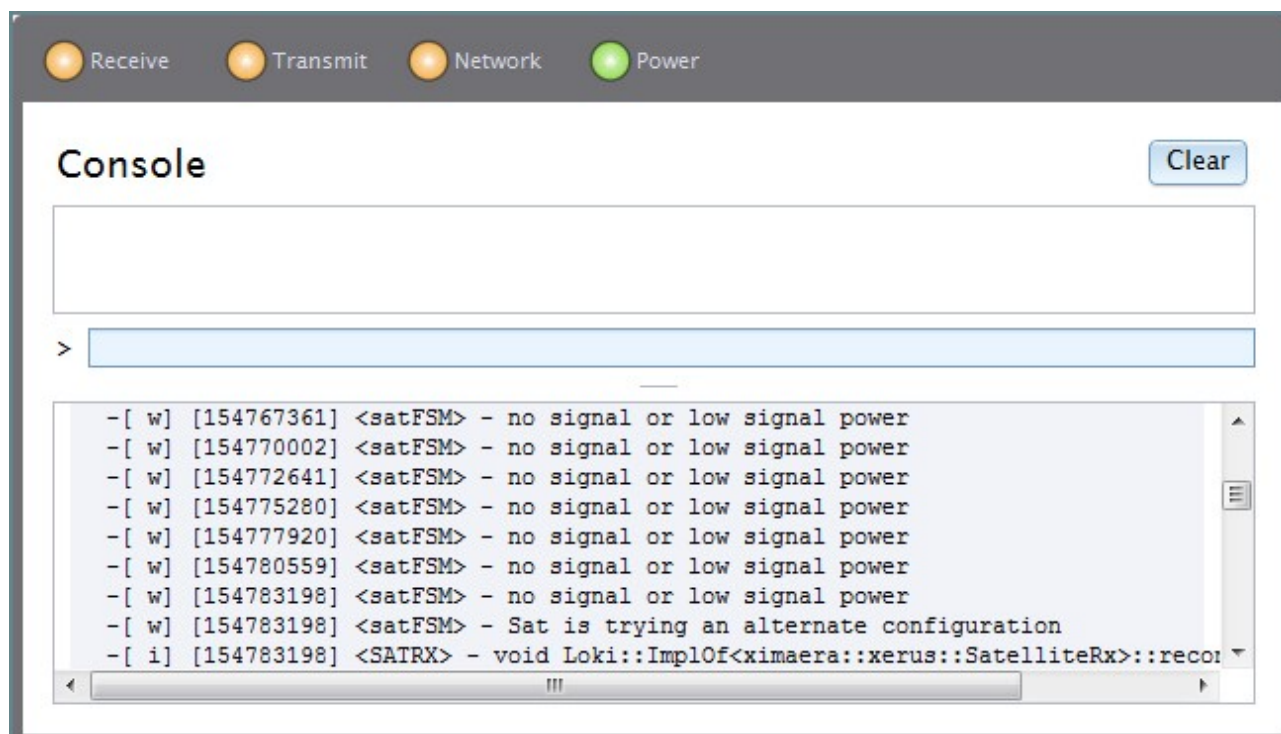 Receive Transmit Network Power
Console
Clear
>
-[ w] [154767361] <satFSM> - no signal or low signal power
-[ w] [154770002] <satFSM> - no signal or low signal power
-[ w] [154772641] <satFSM> - no signal or low signal power
-[ w] [154775280] <satFSM> - no signal or low signal power
-[ w] [154777920] <satFSM> - no signal or low signal power
-[ w] [154780559] <satFSM> - no signal or low signal power
-[ w] [154783198] <satFSM> - no signal or low signal power
-[ w] [154783198] <satFSM> - Sat is trying an alternate configuration
-[ i] [154783198] <SATRX> - void Loki::ImplOf<ximaera::xerus::SatelliteRx>::recon